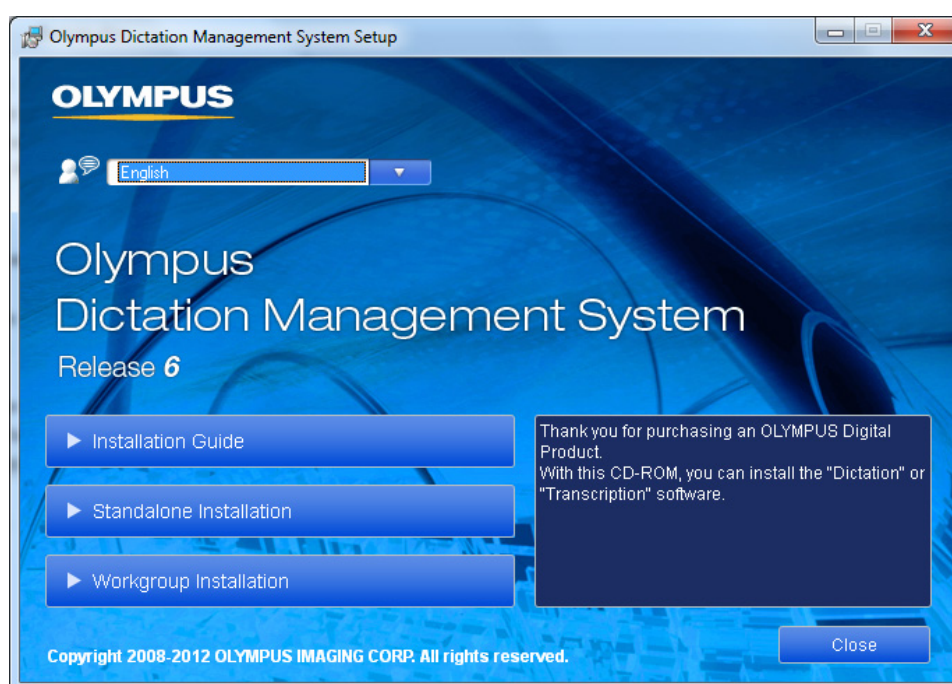 Olympus Dictation Management System Setup
OLYMPUS
English
Olympus
Dictation Management System
Release 6
Installation Guide
Standalone Installation
Workgroup Installation
Thank you for purchasing an OLYMPUS Digital
Product.
With this CD-ROM, you can install the "Dictation" or
"Transcription" software.
Close
Copyright 2008-2012 OLYMPUS IMAGING CORP. All rights reserved.